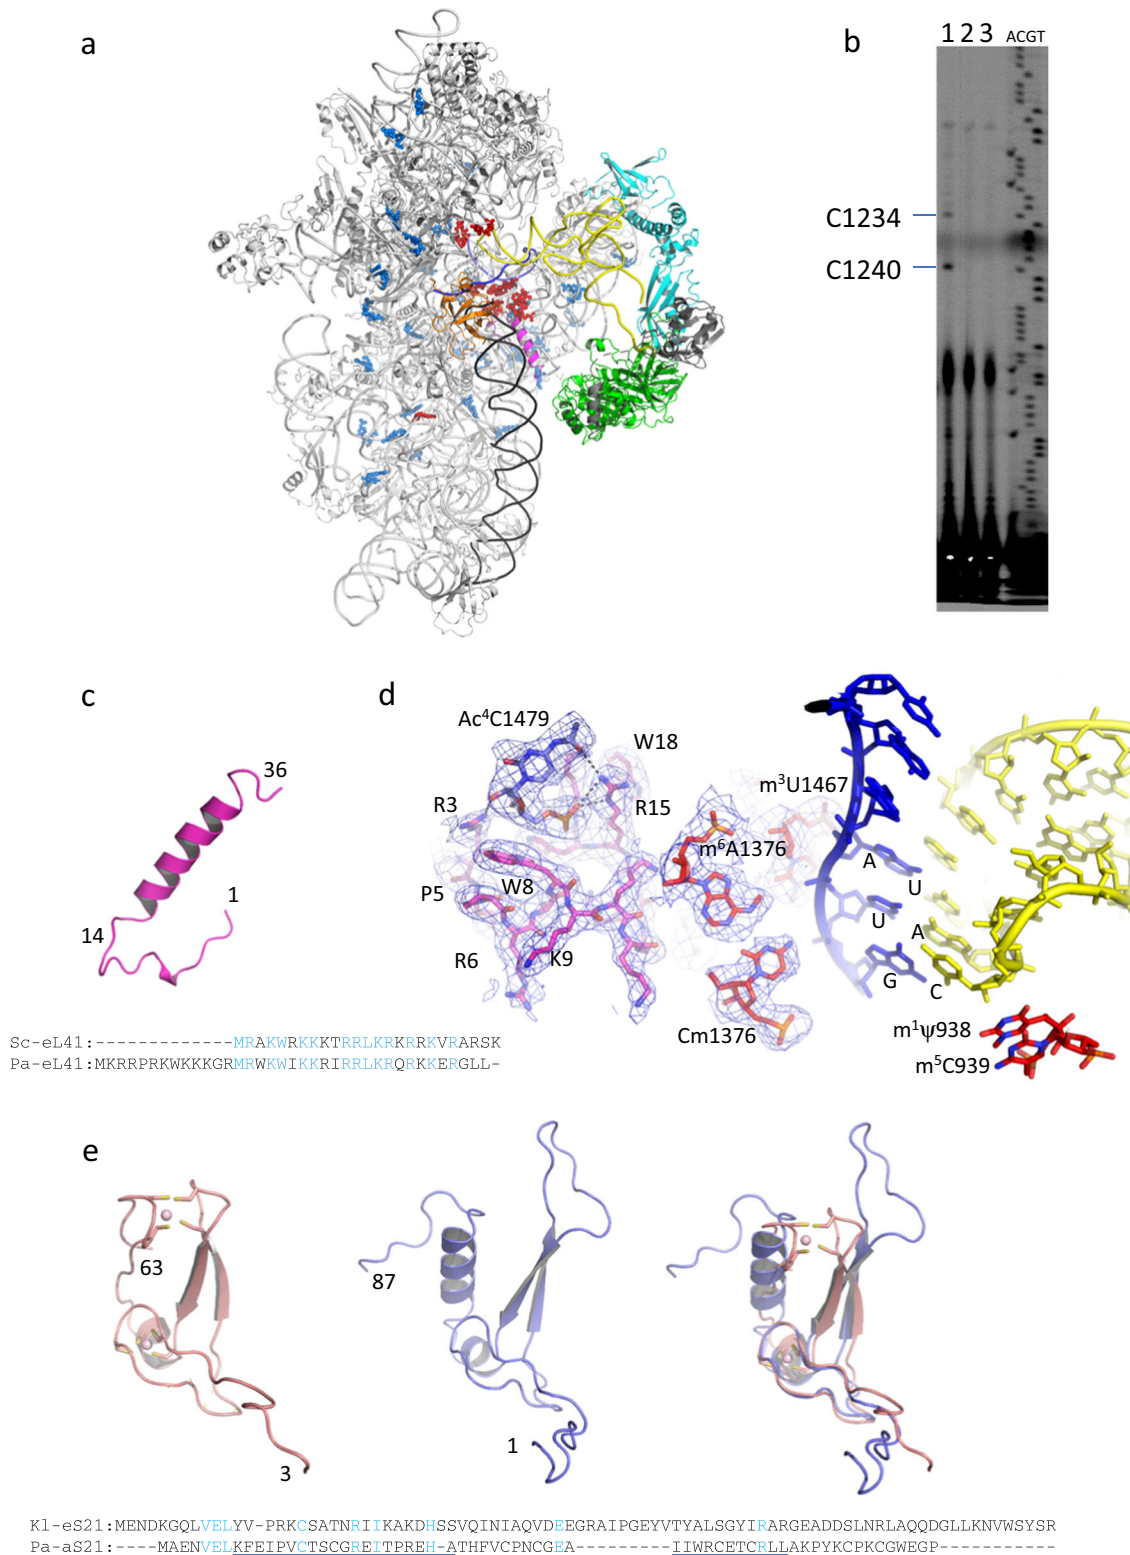 a
b
1 2 3 ACGT
C1234
C1240
c
d
36
1
14
Ac⁴C1479
W18
m³U1467
R3
R15
m⁶A1376
P5
W8
A
U
U
A
R6
K9
G
C
Cm1376
m¹ψ938
m⁵C939
Sc-eL41:-------------MRAKWRKKKTRRLKRKRRKVRARSK
Pa-eL41:MKRRPRKWKKKGRMRWKWIKKRIRRLKRQRKKERGLL-
e
63
3
87
1
Kl-eS21:MENDKGQLVELYV-PRKCSATNRIIKAKDHSSVQINIAQVDEEGRAIPGEYVTYALSGYIRARGEADDSLNRLAQQDGLLKNVWSYSR
Pa-aS21:----MAENVELKFEIPVCTSCGREITPREH-ATHFVCPNCGEA---------IIWRCETCRLLAKPYKCPKCGWEGP-----------